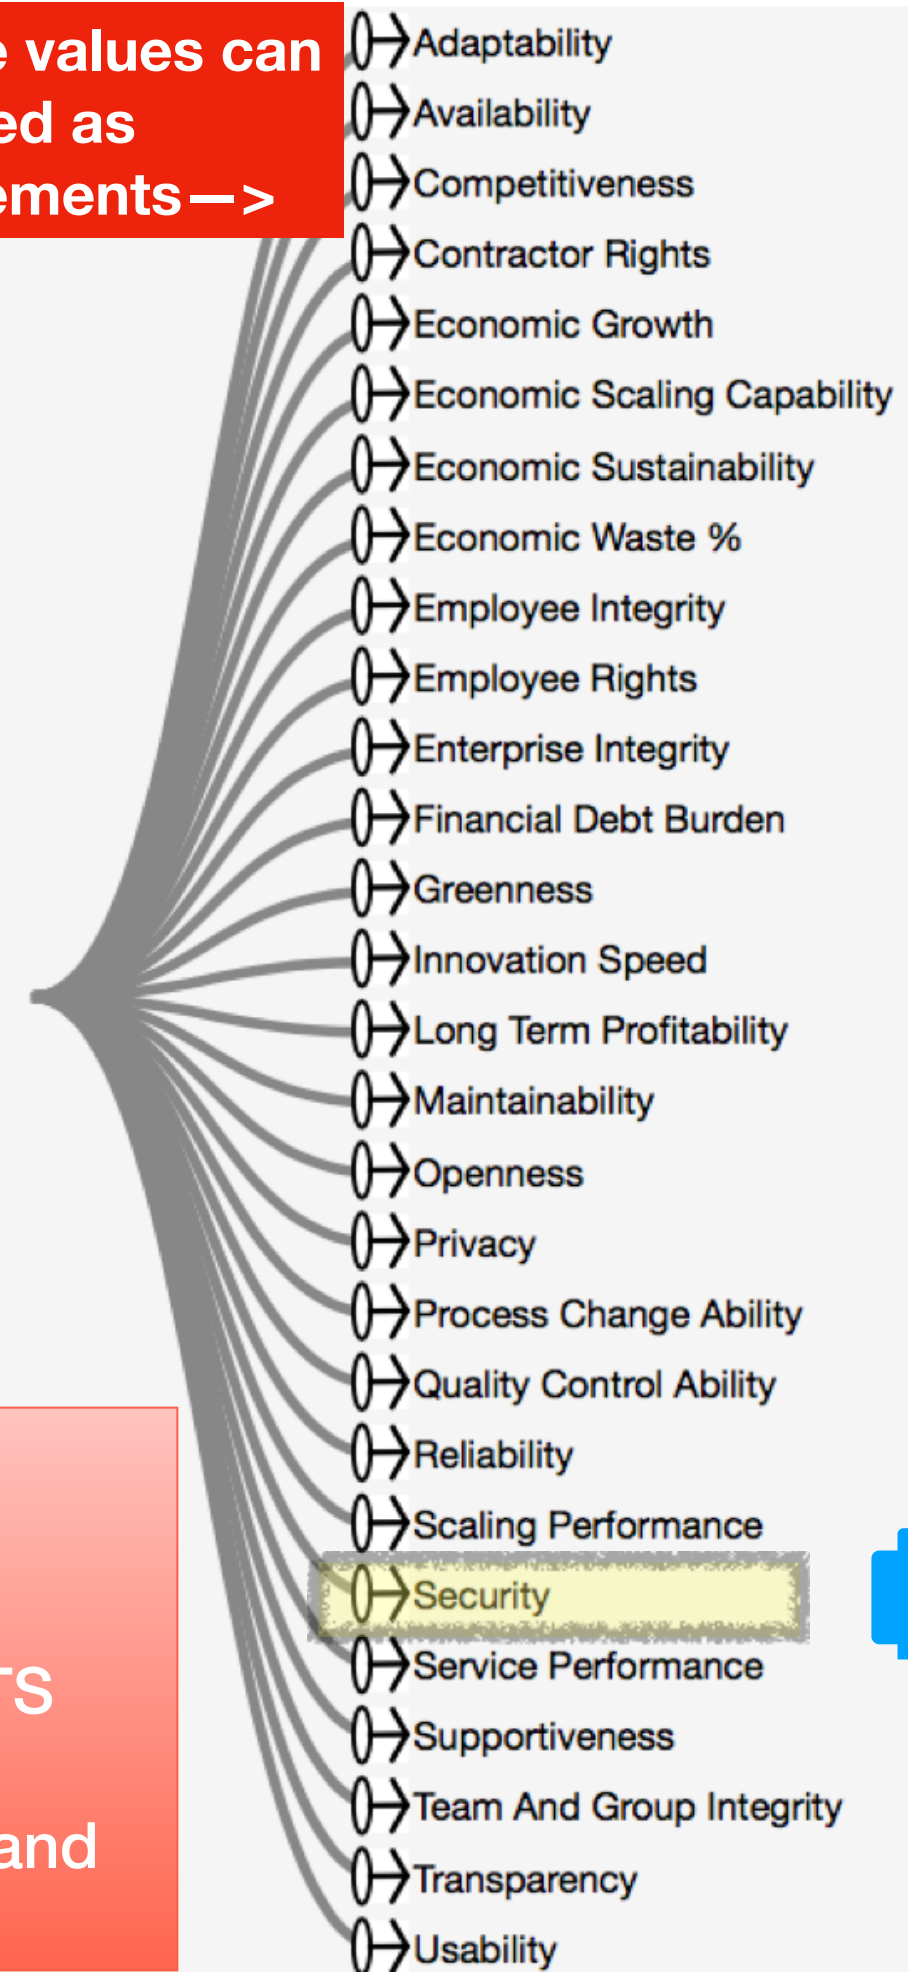 e values can
ed as
ements—>
Adaptability
Availability
Competitiveness
Contractor Rights
Economic Growth
Economic Scaling Capability
Economic Sustainability
Economic Waste %
Employee Integrity
Employee Rights
Enterprise Integrity
Financial Debt Burden
Greenness
Innovation Speed
Long Term Profitability
Maintainability
Openness
Privacy
Process Change Ability
Quality Control Ability
Reliability
Scaling Performance
Security
Service Performance
TS
Supportiveness
Team And Group Integrity
and
Transparency
Usability